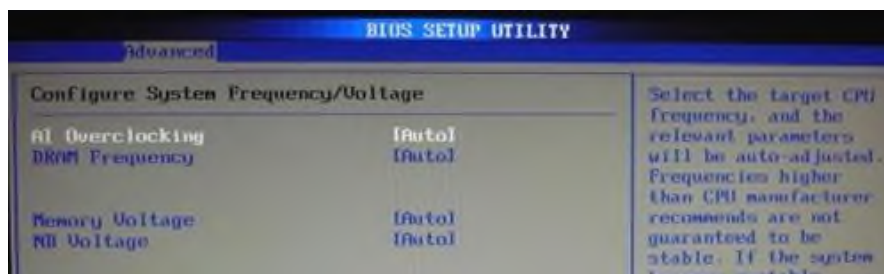 BIOS SETUP UTILITY
Advanced
Configure System Frequency/Voltage
AI Overclocking [Auto]
DRAM Frequency [Auto]
Memory Voltage [Auto]
NB Voltage [Auto]
Select the target CPU
frequency, and the
relevant parameters
will be auto-adjusted.
Frequencies higher
than CPU manufacturer
recommends are not
guaranteed to be
stable. If the system